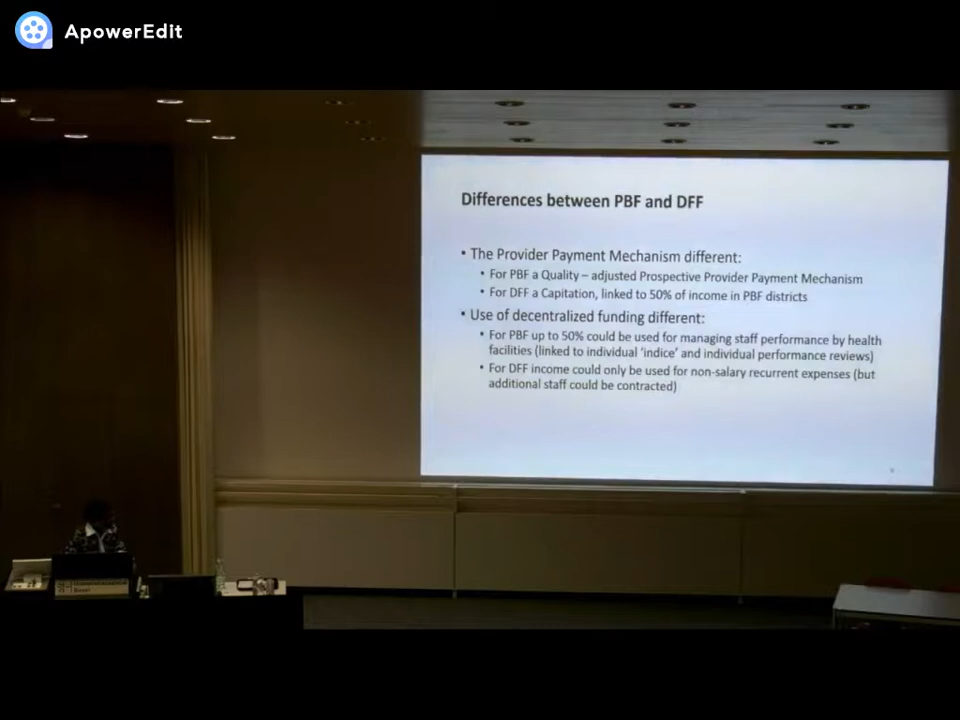 ApowerEdit
Differences between PBF and DFF
• The Provider Payment Mechanism different:
• For PBF a Quality – adjusted Prospective Provider Payment Mechanism
• For DFF a Capitation, linked to 50% of income in PBF districts
• Use of decentralized funding different:
• For PBF up to 50% could be used for managing staff performance by health
facilities (linked to individual 'indice' and individual performance reviews)
• For DFF income could only be used for non-salary recurrent expenses (but
additional staff could be contracted)
Basel